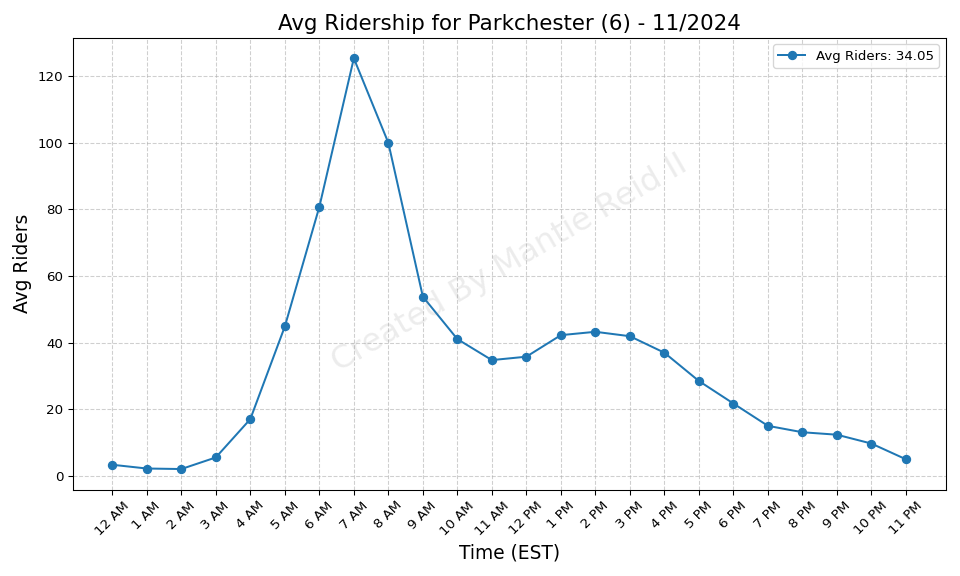 Avg Ridership for Parkchester (6) - 11/2024
Avg Riders: 34.05
120
100
80
60
40
20
0
Avg Riders
Created By Mantle Reid II
12 AM
1 AM
2 AM
3 AM
4 AM
5 AM
6 AM
7 AM
8 AM
9 AM
10 AM
11 AM
12 PM
1 PM
2 PM
3 PM
4 PM
5 PM
6 PM
7 PM
8 PM
9 PM
10 PM
11 PM
Time (EST)